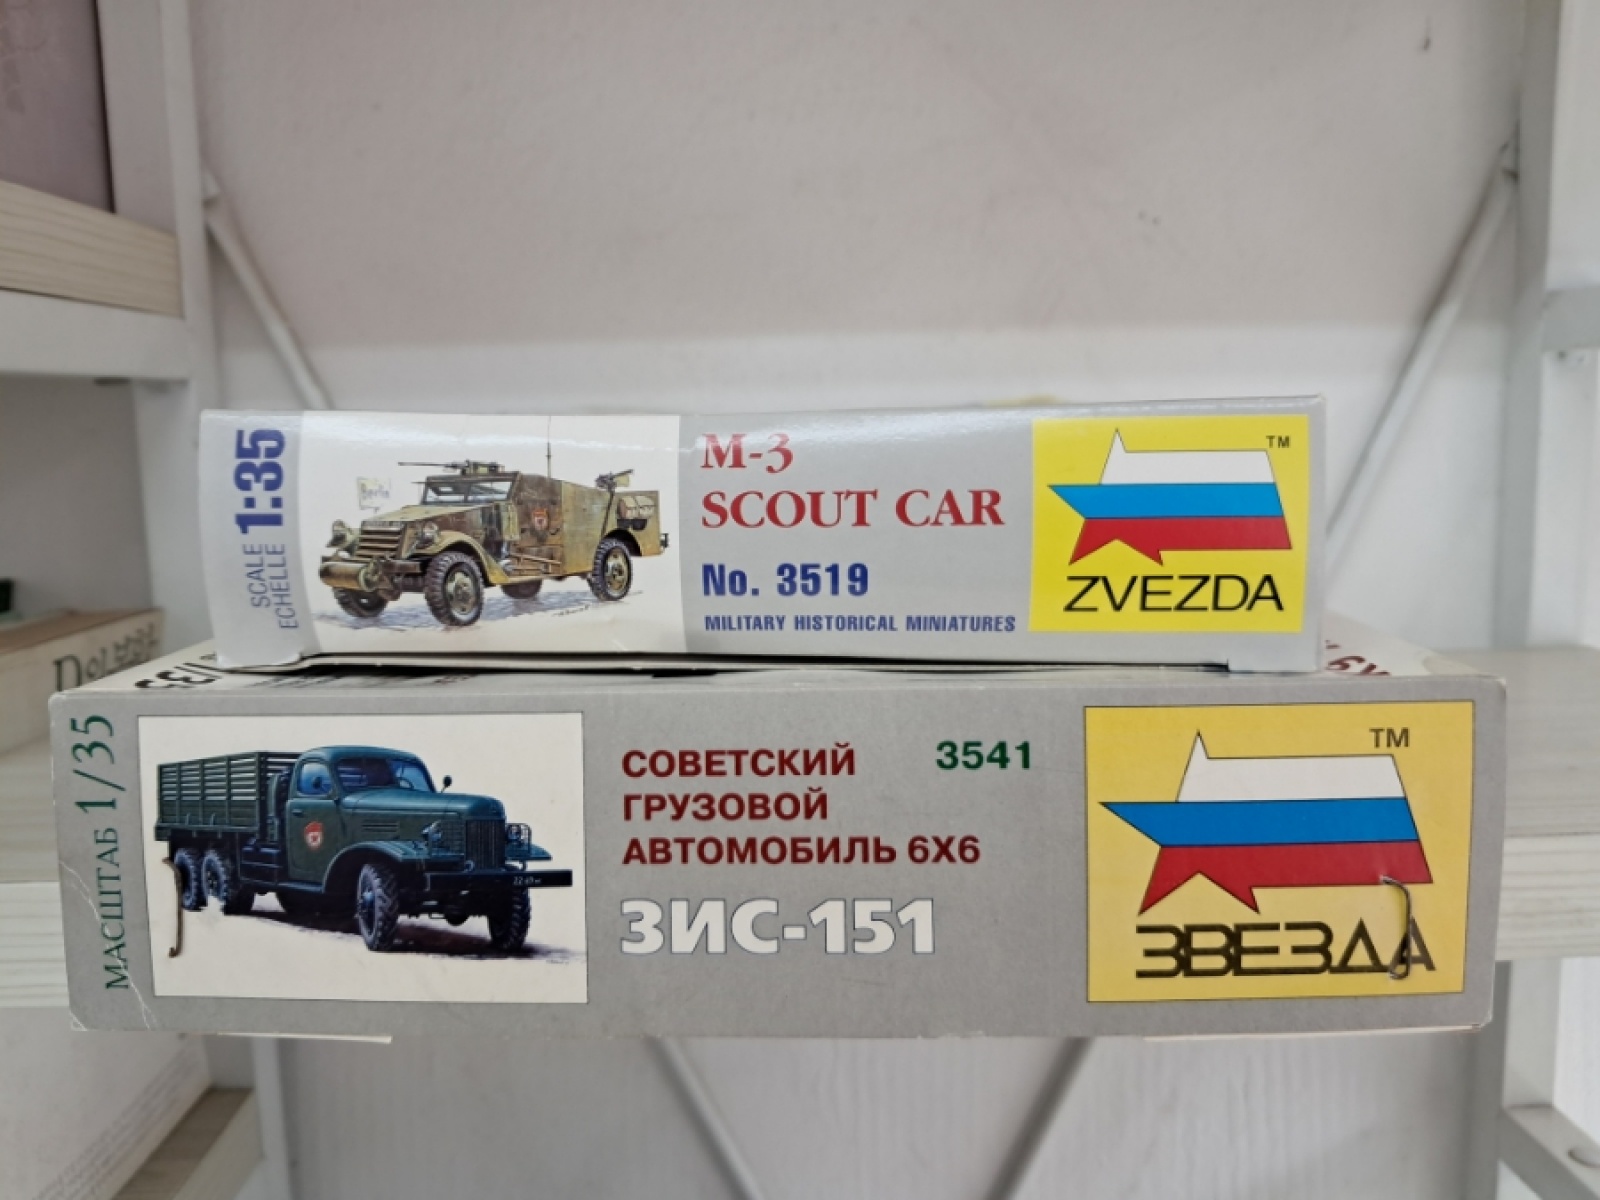 SCALE 1:35
ECHELLE
Berlin
M-3
SCOUT CAR
No. 3519
MILITARY HISTORICAL MINIATURES
TM
ZVEZDA
МАСШТАБ 1/35
СОВЕТСКИЙ
ГРУЗОВОЙ
АВТОМОБИЛЬ 6X6
ЗИС-151
3541
TM
ЗВЕЗДА